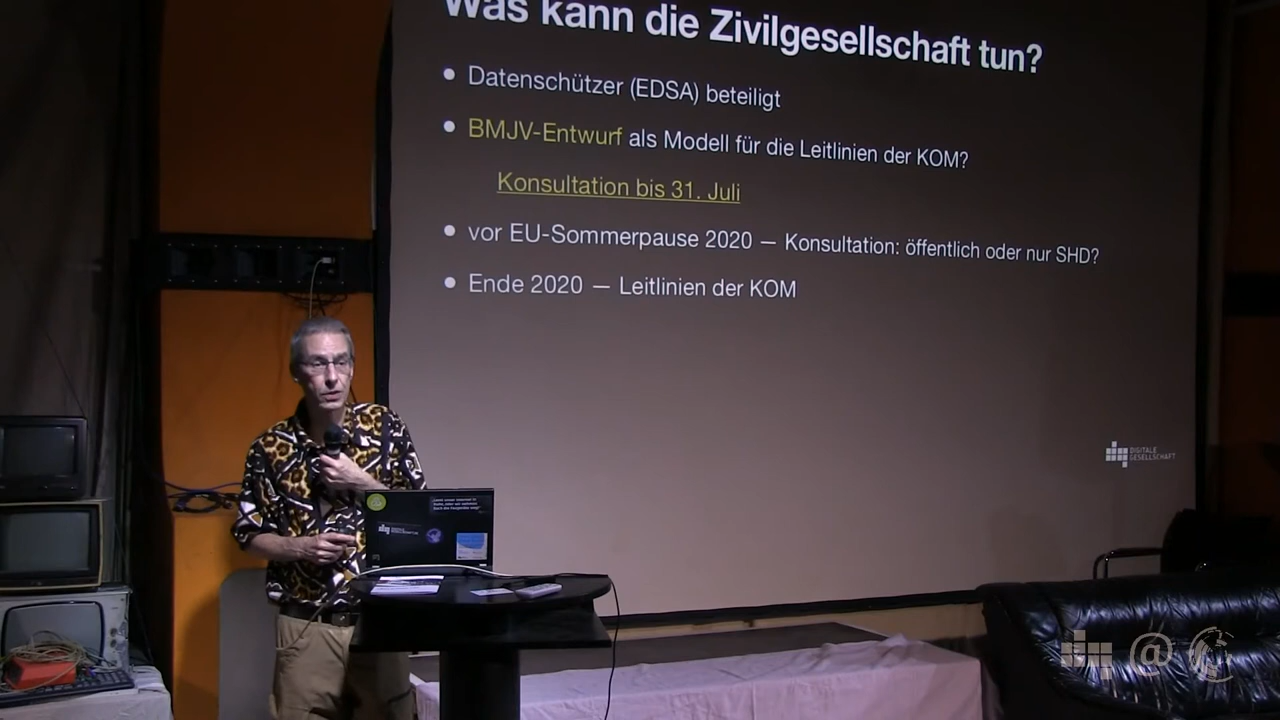 Was kann die Zivilgesellschaft tun?
• Datenschützer (EDSA) beteiligt
• BMJV-Entwurf als Modell für die Leitlinien der KOM?
Konsultation bis 31. Juli
• vor EU-Sommerpause 2020 — Konsultation: öffentlich oder nur SHD?
• Ende 2020 — Leitlinien der KOM
DIGITALE
GESELLSCHAFT
@